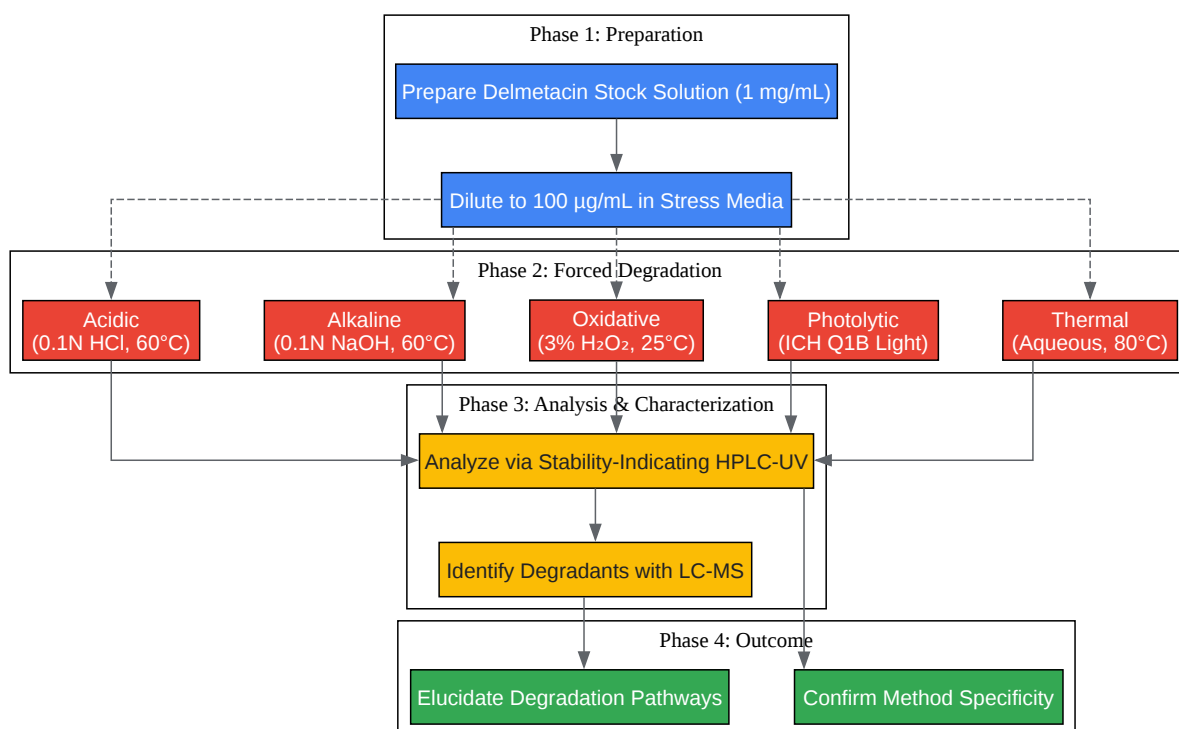 Phase 1: Preparation
Prepare Delmetacin Stock Solution (1 mg/mL)
Dilute to 100 µg/mL in Stress Media
Phase 2: Forced Degradation
Acidic
(0.1N HCl, 60°C)
Alkaline
(0.1N NaOH, 60°C)
Oxidative
(3% H₂O₂, 25°C)
Photolytic
(ICH Q1B Light)
Thermal
(Aqueous, 80°C)
Phase 3: Analysis & Characterization
Analyze via Stability-Indicating HPLC-UV
Identify Degradants with LC-MS
Phase 4: Outcome
Elucidate Degradation Pathways
Confirm Method Specificity